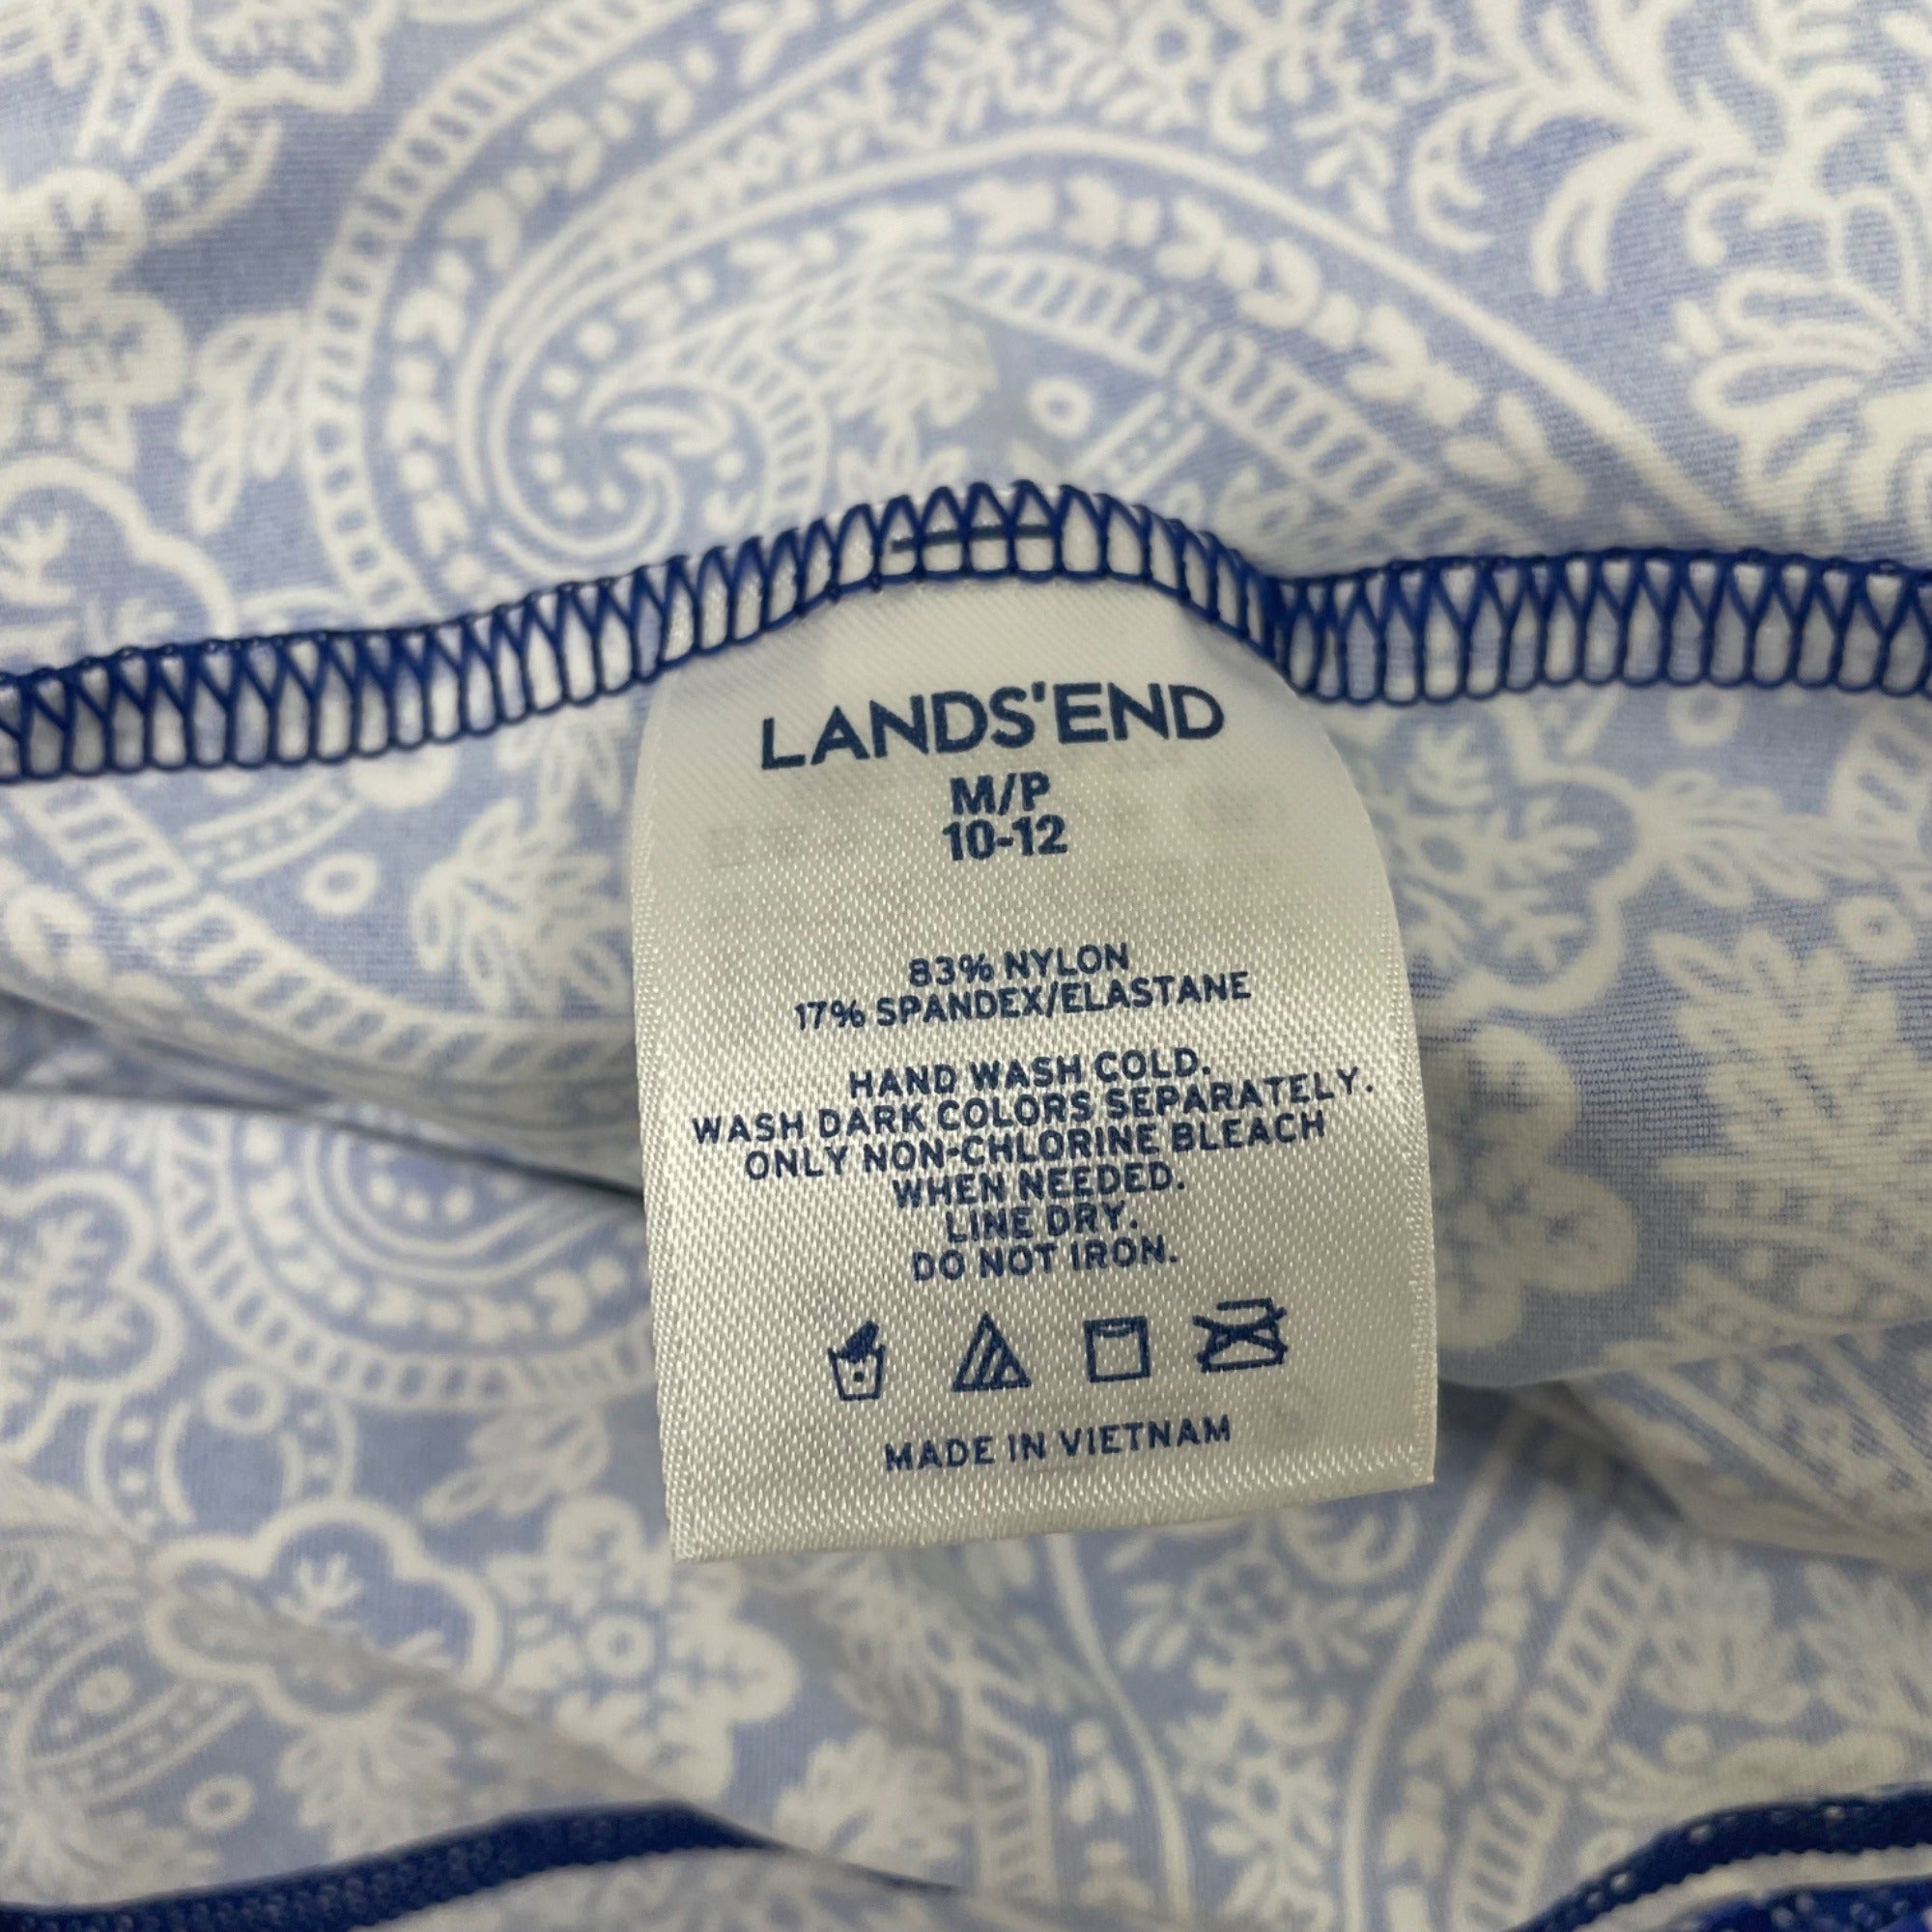 LANDS'END
M/P
10-12
83% NYLON
17% SPANDEX/ELASTANE
HAND WASH COLD.
WASH DARK COLORS SEPARATELY.
ONLY NON-CHLORINE BLEACH
WHEN NEEDED.
LINE DRY.
DO NOT IRON.
MADE IN VIETNAM